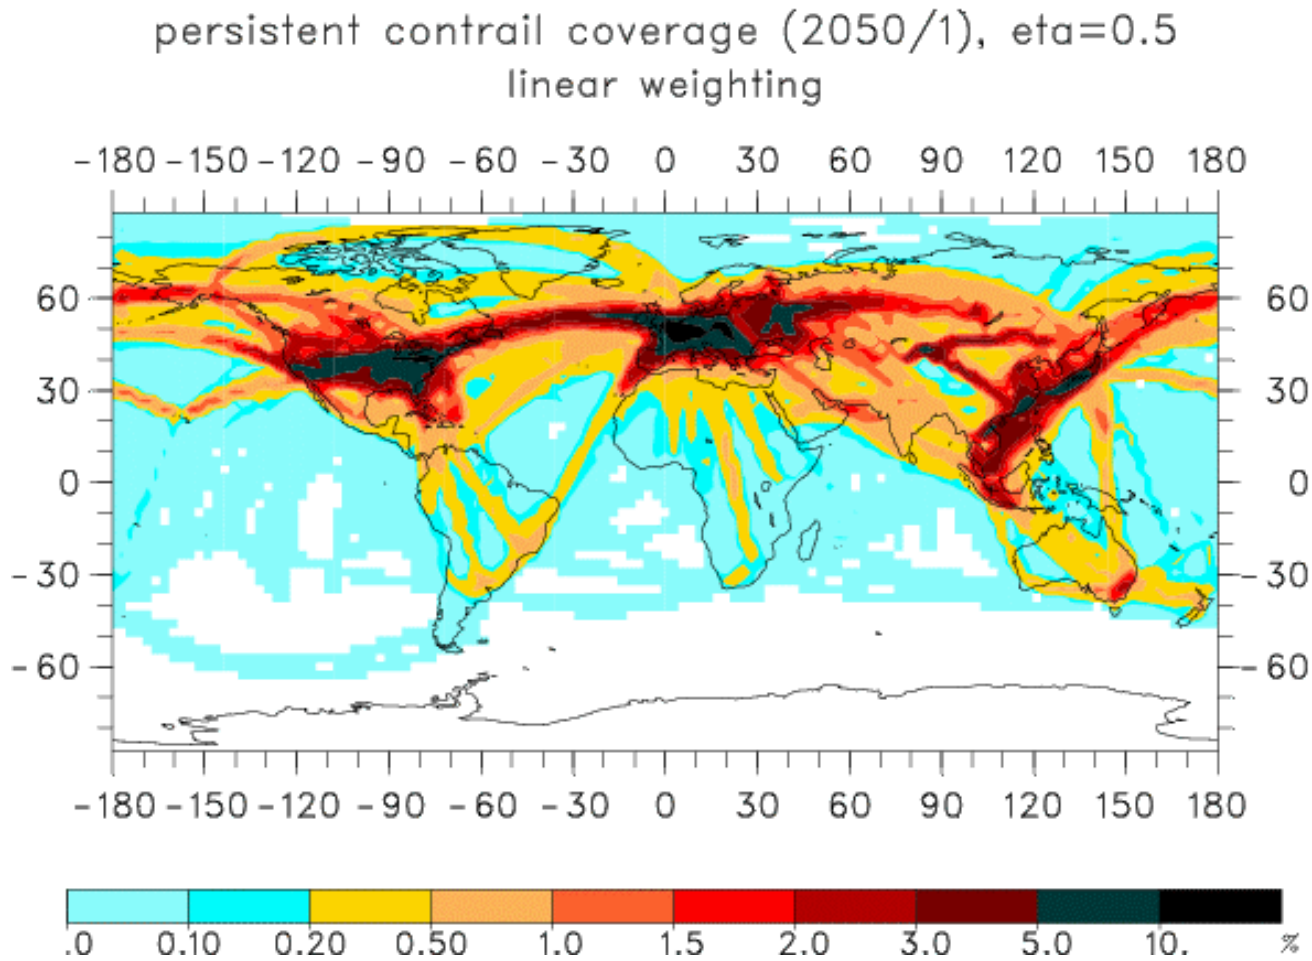 persistent contrail coverage (2050/1), eta=0.5
linear weighting
-180 -150 -120 -90 -60 -30 0 30 60 90 120 150 180
60 60
30 30
0 0
-30 -30
-60 -60
-180 -150 -120 -90 -60 -30 0 30 60 90 120 150 180
.0 0.10 0.20 0.50 1.0 1.5 2.0 3.0 5.0 10. %